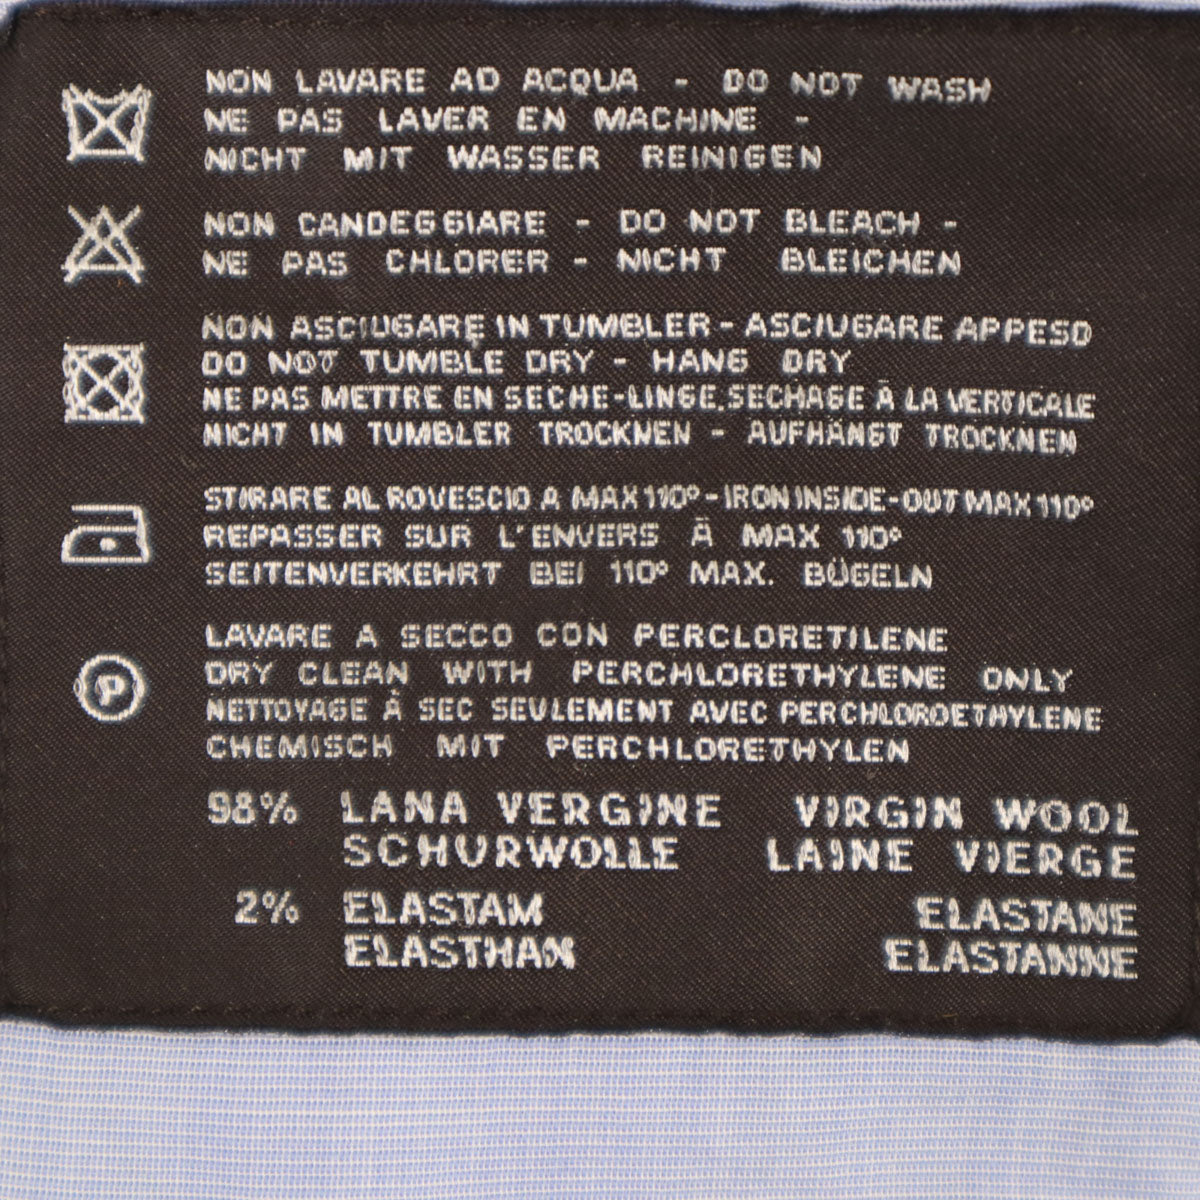 NON LAVARE AD ACQUA - DO NOT WASH
NE PAS LAVER EN MACHINE -
NICHT MIT WASSER REINIGEN
NON CANDEGGIARE - DO NOT BLEACH -
NE PAS CHLORER - NICHT BLEICHEN
NON ASCIUGARE IN TUMBLER - ASCIUGARE APPESO
DO NOT TUMBLE DRY - HANG DRY
NE PAS METTRE EN SECHE-LINGE, SECHAGE À LA VERTICALE
NICHT IN TUMBLER TROCKNEN - AUFHÄNGT TROCKNEN
STIRARE AL ROVESCIO A MAX 110° - IRON INSIDE-OUT MAX 110°
REPASSER SUR L'ENVERS À MAX 110°
SEITENVERKEHRT BEI 110° MAX. BÜGELN
P
LAVARE A SECCO CON PERCLORETILENE
DRY CLEAN WITH PERCHLORETHYLENE ONLY
NETTOYAGE À SEC SEULEMENT AVEC PERCHLOROETHYLENE
CHEMISCH MIT PERCHLORETHYLEN
98% LANA VERGINE VIRGIN WOOL
SCHURWOLLE LAINE VIERGE
2% ELASTAM ELASTANE
ELASTHAN ELASTANNE